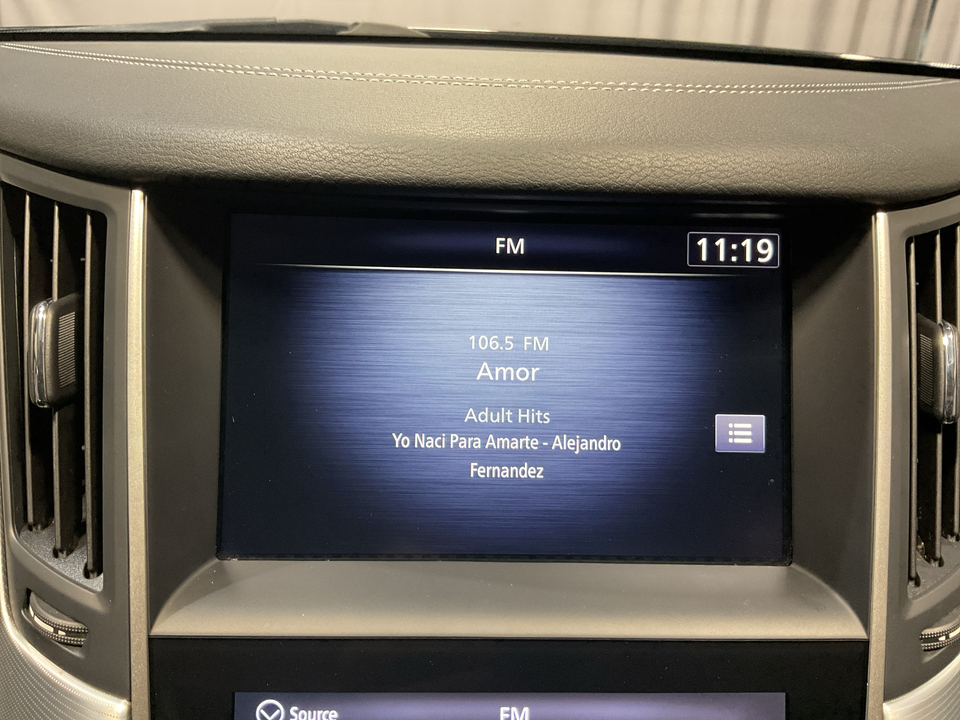 FM
11:19
106.5 FM
Amor
Adult Hits
Yo Naci Para Amarte - Alejandro
Fernandez
Source
FM